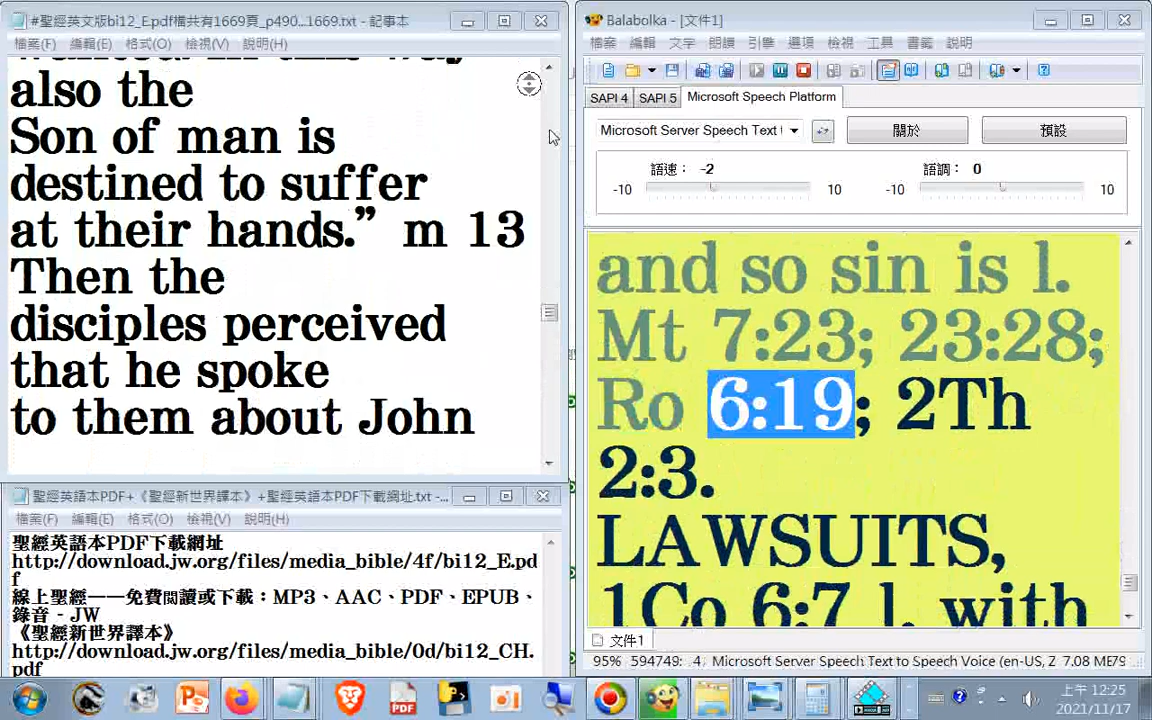 #聖經英文版bi12_E.pdf檔共有1669頁_p490...1669.txt - 記事本
檔案(F) 編輯(E) 格式(O) 檢視(V) 說明(H)
also the
Son of man is
destined to suffer
at their hands.” m 13
Then the
disciples perceived
that he spoke
to them about John
聖經英語本PDF+《聖經新世界譯本》+聖經英語本PDF下載網址.txt -...
檔案(F) 編輯(E) 格式(O) 檢視(V) 說明(H)
聖經英語本PDF下載網址
http://download.jw.org/files/media_bible/4f/bi12_E.pd
f
線上聖經──免費閱讀或下載：MP3、AAC、PDF、EPUB、
錄音 - JW
《聖經新世界譯本》
http://download.jw.org/files/media_bible/0d/bi12_CH.
pdf
Balabolka - [文件1]
檔案 編輯 文字 朗讀 引擎 選項 檢視 工具 書籤 說明
SAPI 4 SAPI 5 Microsoft Speech Platform
Microsoft Server Speech Text 關於 預設
語速： -2 語調： 0
-10 10 -10 10
and so sin is l.
Mt 7:23; 23:28;
Ro 6:19; 2Th
2:3.
LAWSUITS,
1Co 6:7 l. with
文件1
95% 594749: 4 Microsoft Server Speech Text to Speech Voice (en-US, Z 7.08 ME79
上午 12:25
2021/11/17